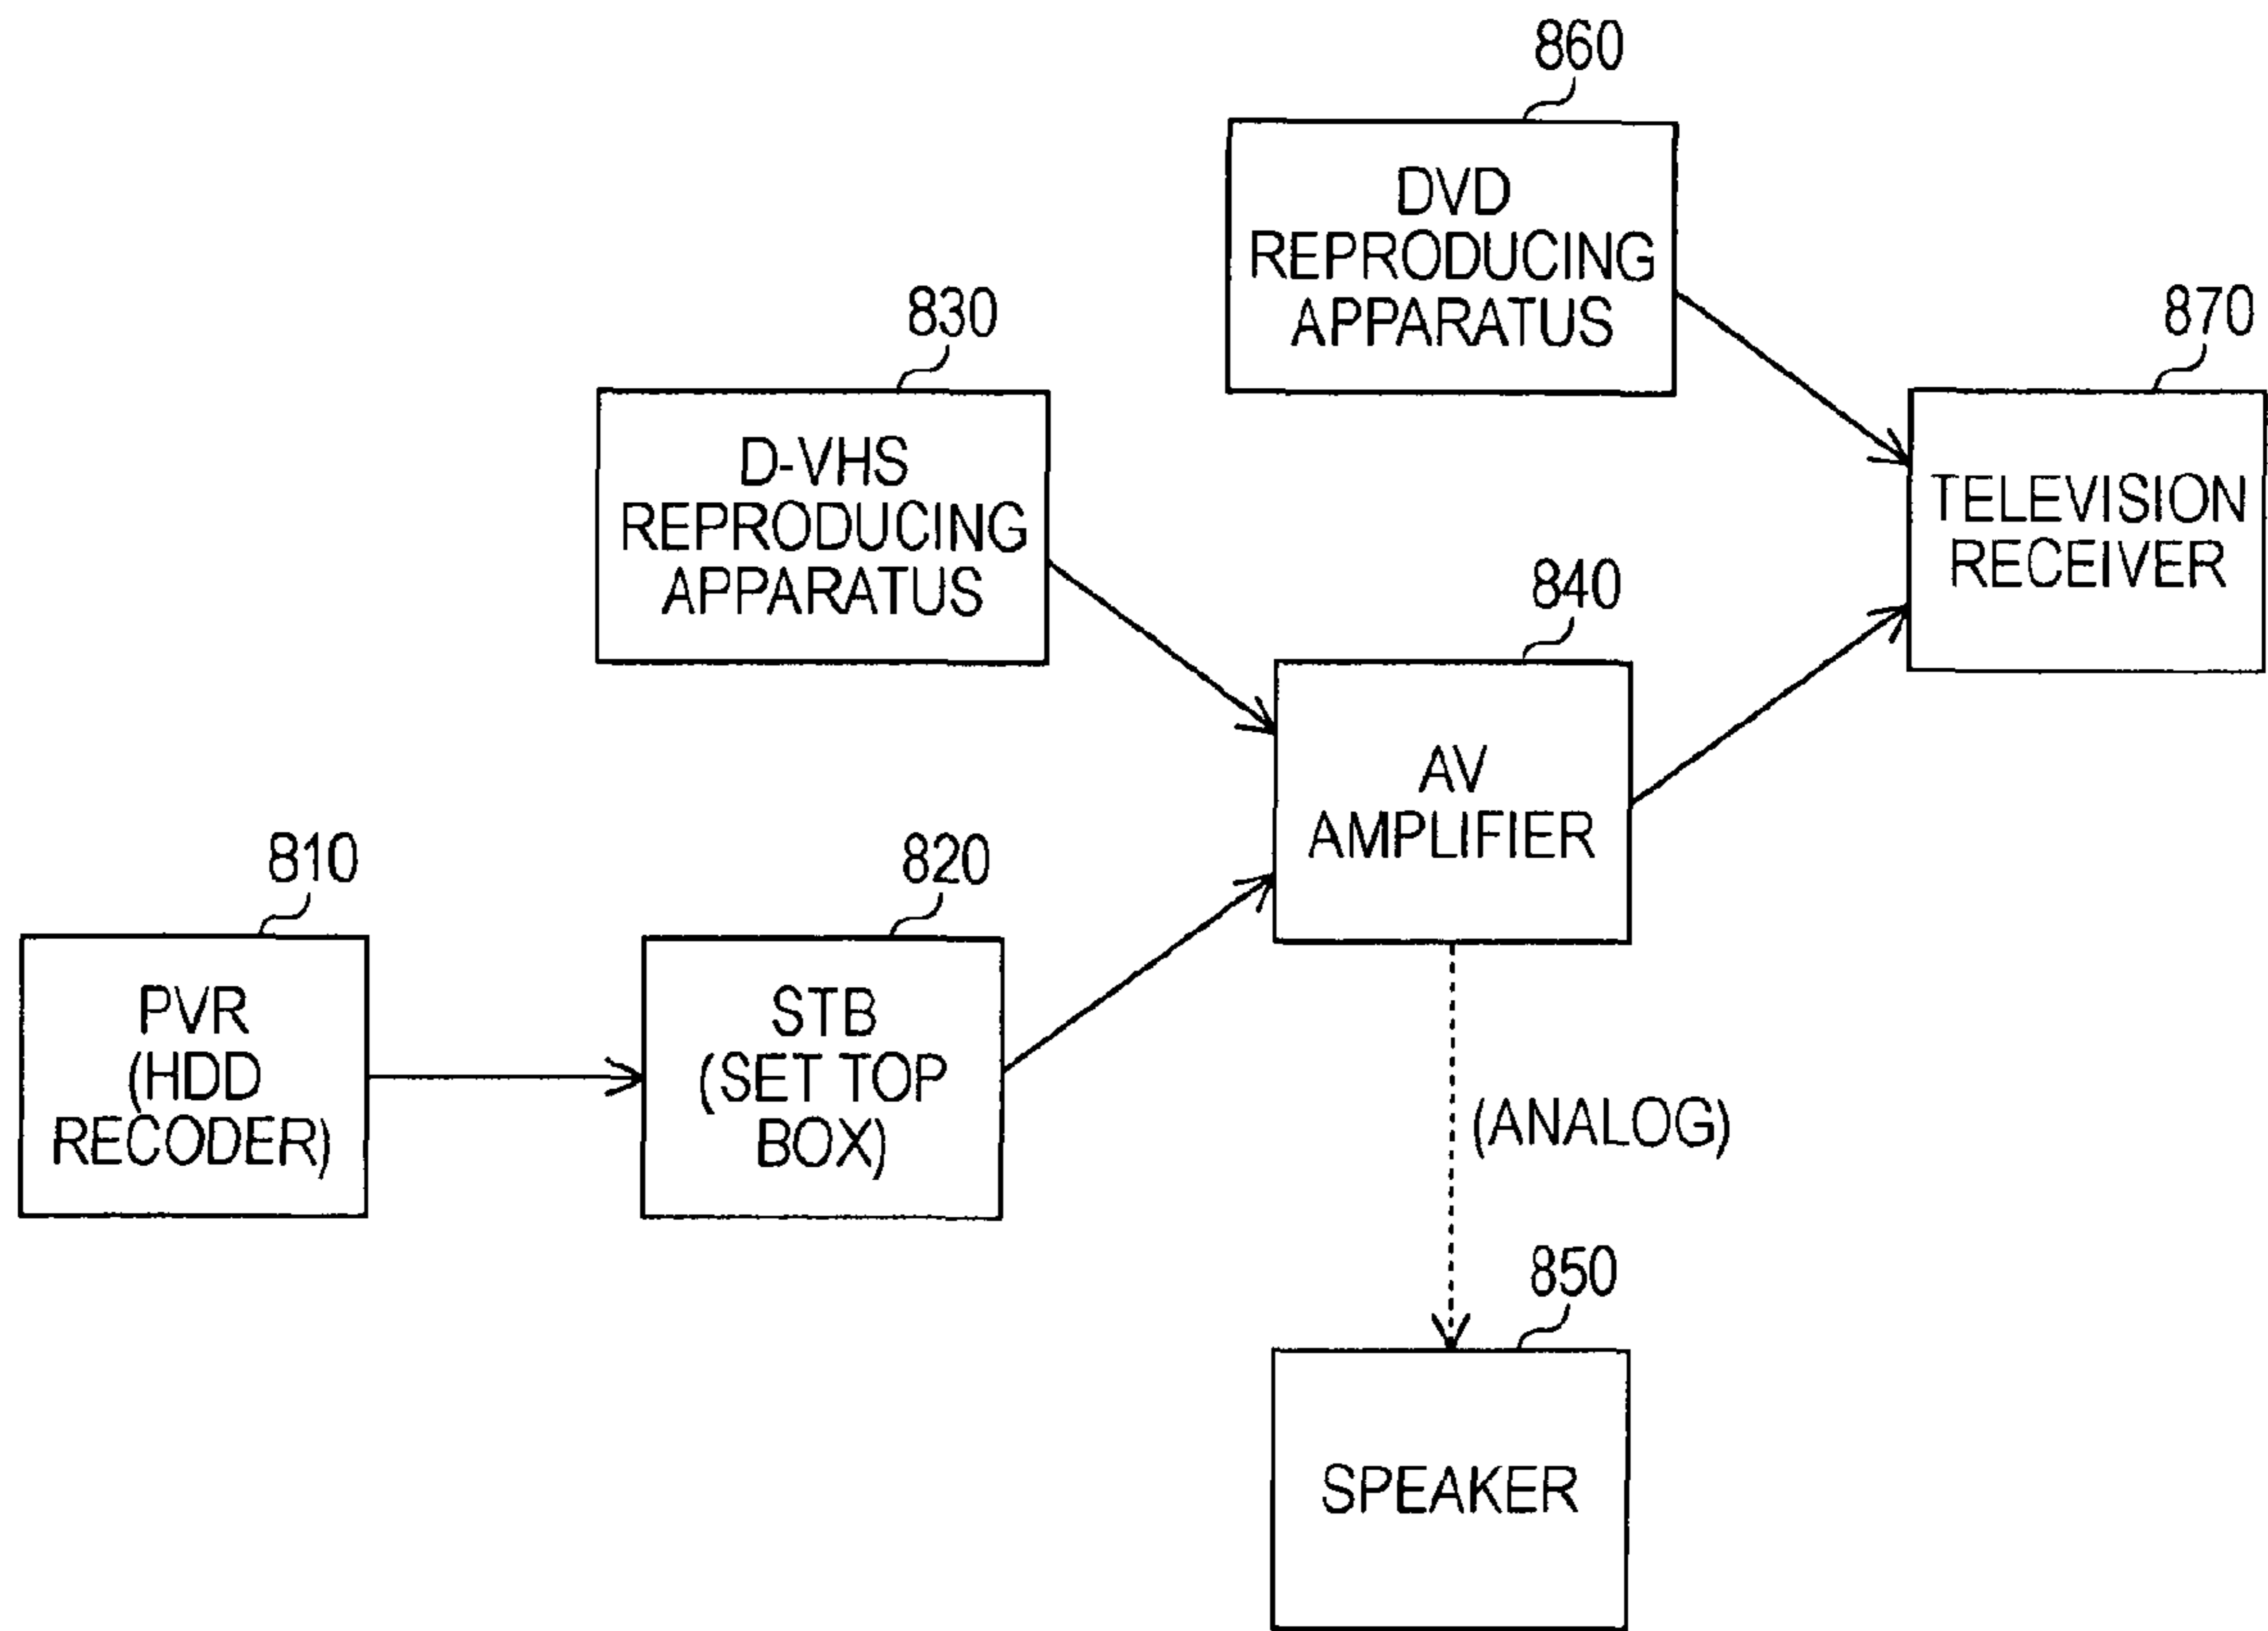 860
DVD
REPRODUCING
APPARATUS
830
D-VHS
REPRODUCING
APPARATUS
870
TELEVISION
RECEIVER
840
AV
AMPLIFIER
810
PVR
(HDD
RECODER)
820
STB
(SET TOP
BOX)
(ANALOG)
850
SPEAKER